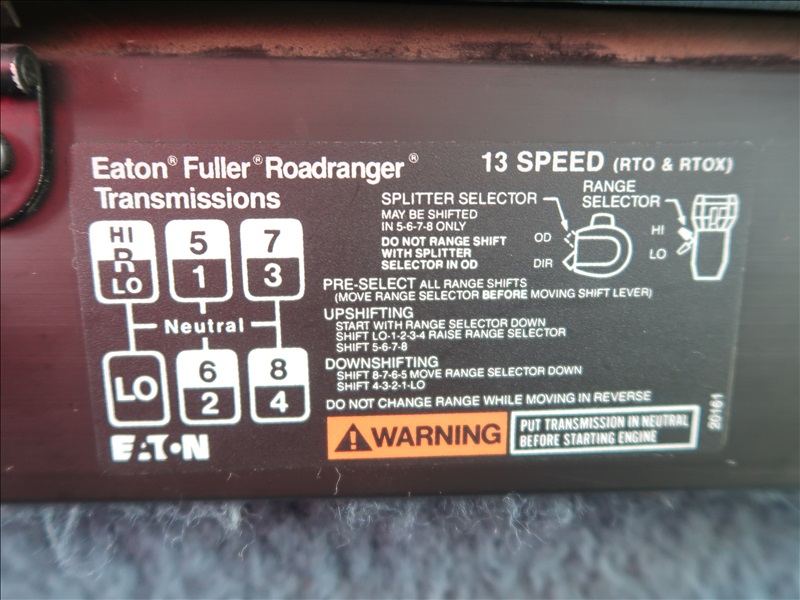 Eaton® Fuller® Roadranger®
Transmissions
13 SPEED (RTO & RTOX)
HI
R
LO
5
1
7
3
Neutral
LO
6
2
8
4
EATON
SPLITTER SELECTOR
MAY BE SHIFTED
IN 5-6-7-8 ONLY
DO NOT RANGE SHIFT
WITH SPLITTER
SELECTOR IN OD
OD
DIR
RANGE
SELECTOR
HI
LO
PRE-SELECT ALL RANGE SHIFTS
(MOVE RANGE SELECTOR BEFORE MOVING SHIFT LEVER)
UPSHIFTING
START WITH RANGE SELECTOR DOWN
SHIFT LO-1-2-3-4 RAISE RANGE SELECTOR
SHIFT 5-6-7-8
DOWNSHIFTING
SHIFT 8-7-6-5 MOVE RANGE SELECTOR DOWN
SHIFT 4-3-2-1-LO
DO NOT CHANGE RANGE WHILE MOVING IN REVERSE
WARNING
PUT TRANSMISSION IN NEUTRAL
BEFORE STARTING ENGINE
20161